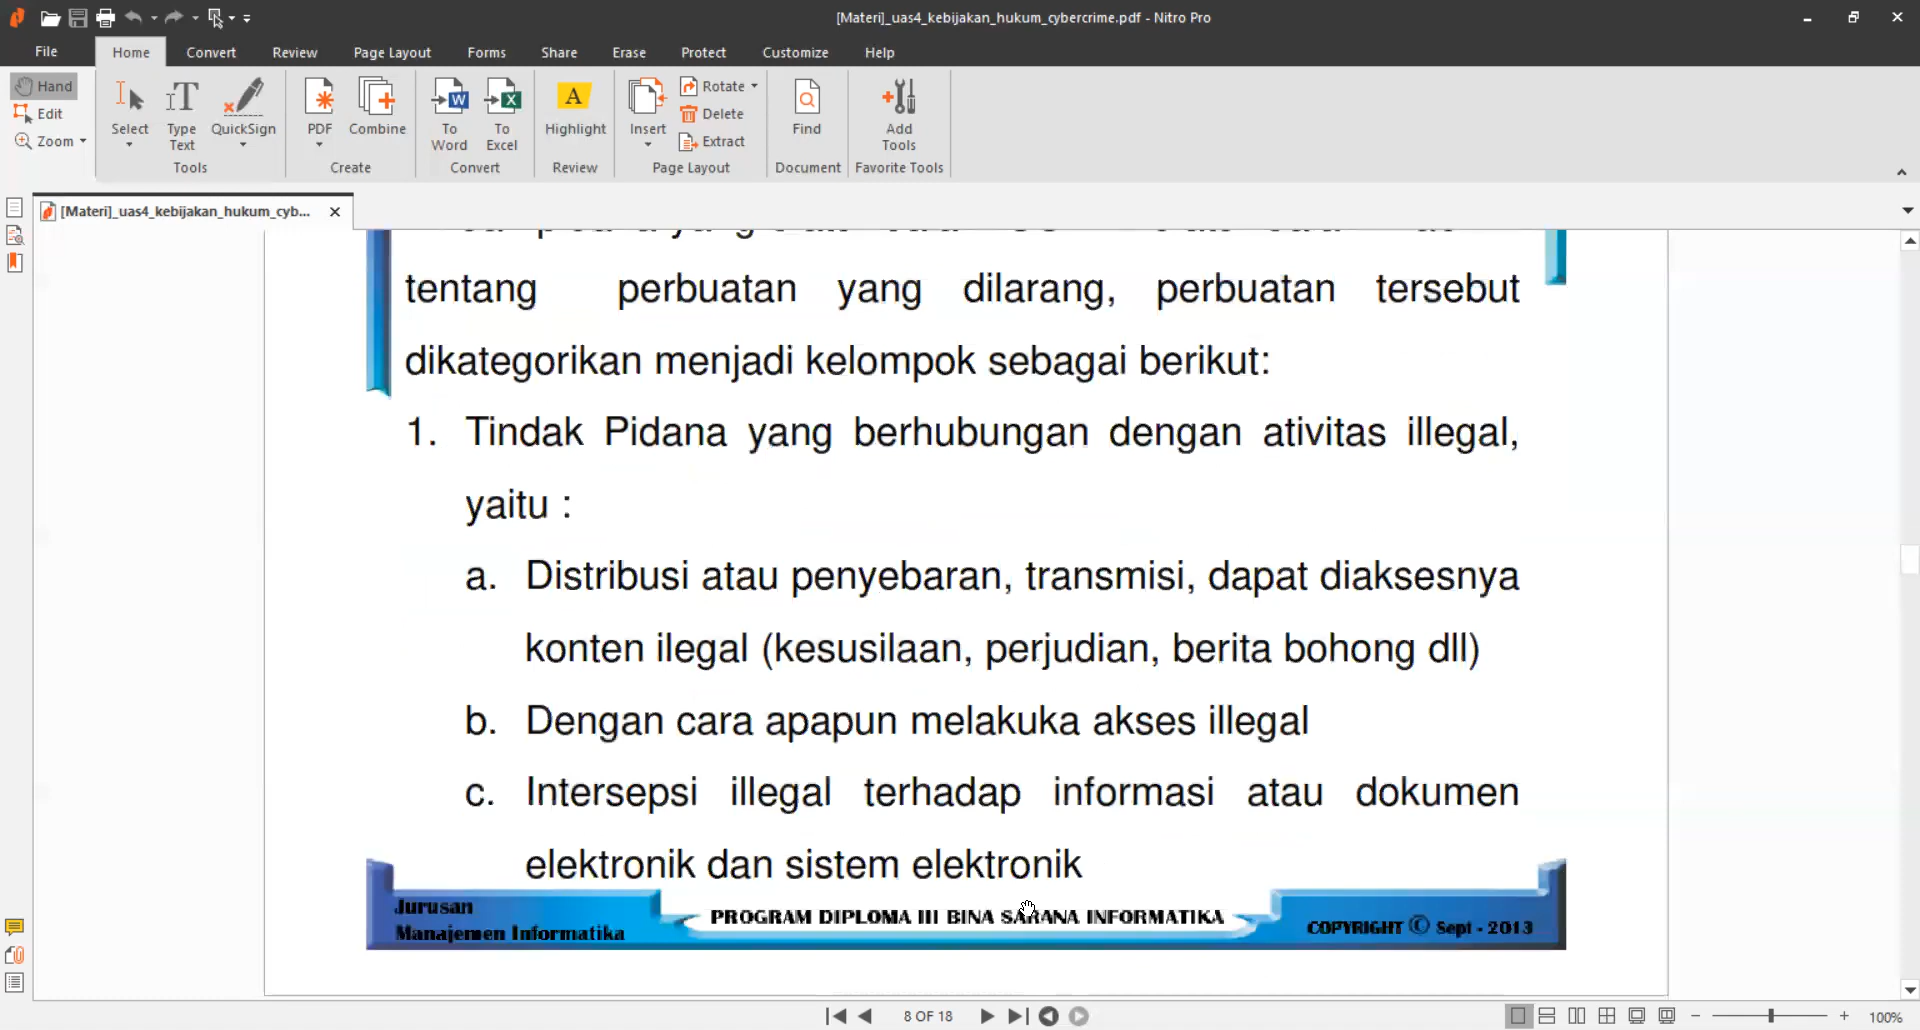 [Materi]_uas4_kebijakan_hukum_cybercrime.pdf - Nitro Pro
File Home Convert Review Page Layout Forms Share Erase Protect Customize Help
Hand
Edit
Zoom
Select
Type Text
QuickSign
Tools
PDF
Combine
Create
To Word
To Excel
Convert
Highlight
Review
Insert
Rotate
Delete
Extract
Page Layout
Find
Document
Add Tools
Favorite Tools
[Materi]_uas4_kebijakan_hukum_cyb...
tentang perbuatan yang dilarang, perbuatan tersebut
dikategorikan menjadi kelompok sebagai berikut:
1. Tindak Pidana yang berhubungan dengan ativitas illegal,
yaitu :
a. Distribusi atau penyebaran, transmisi, dapat diaksesnya
konten ilegal (kesusilaan, perjudian, berita bohong dll)
b. Dengan cara apapun melakuka akses illegal
c. Intersepsi illegal terhadap informasi atau dokumen
elektronik dan sistem elektronik
Jurusan
Manajemen Informatika
PROGRAM DIPLOMA III BINA SARANA INFORMATIKA
COPYRIGHT © Sept - 2013
8 OF 18
100%